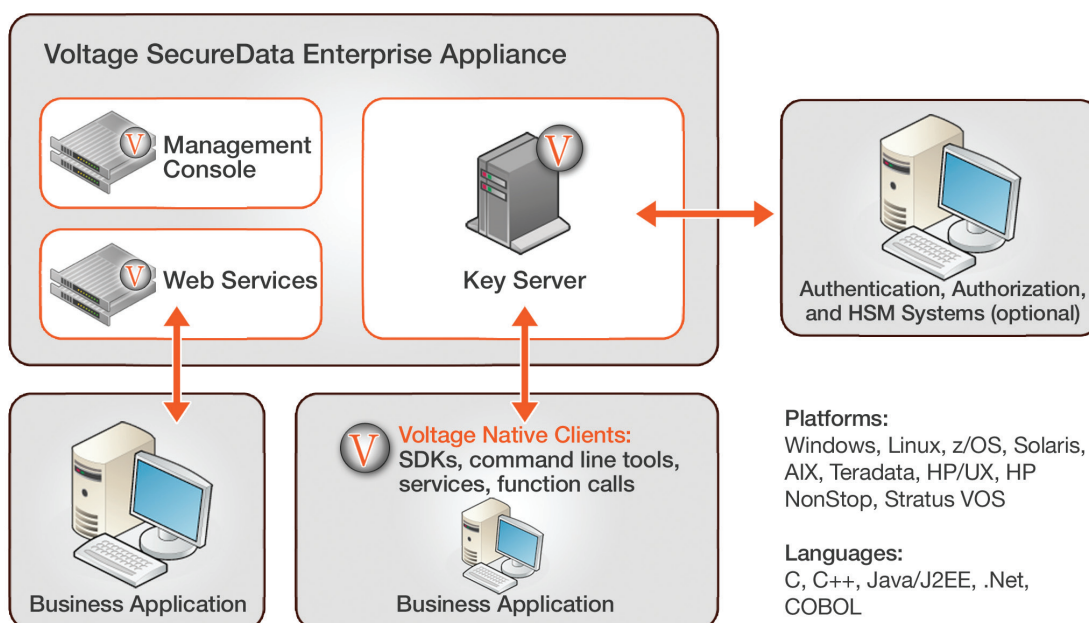 Voltage SecureData Enterprise Appliance
V
Management
Console
V
Web Services
V
Key Server
Authentication, Authorization,
and HSM Systems (optional)
Business Application
V
Voltage Native Clients:
SDKs, command line tools,
services, function calls
Business Application
Platforms:
Windows, Linux, z/OS, Solaris,
AIX, Teradata, HP/UX, HP
NonStop, Stratus VOS
Languages:
C, C++, Java/J2EE, .Net,
COBOL